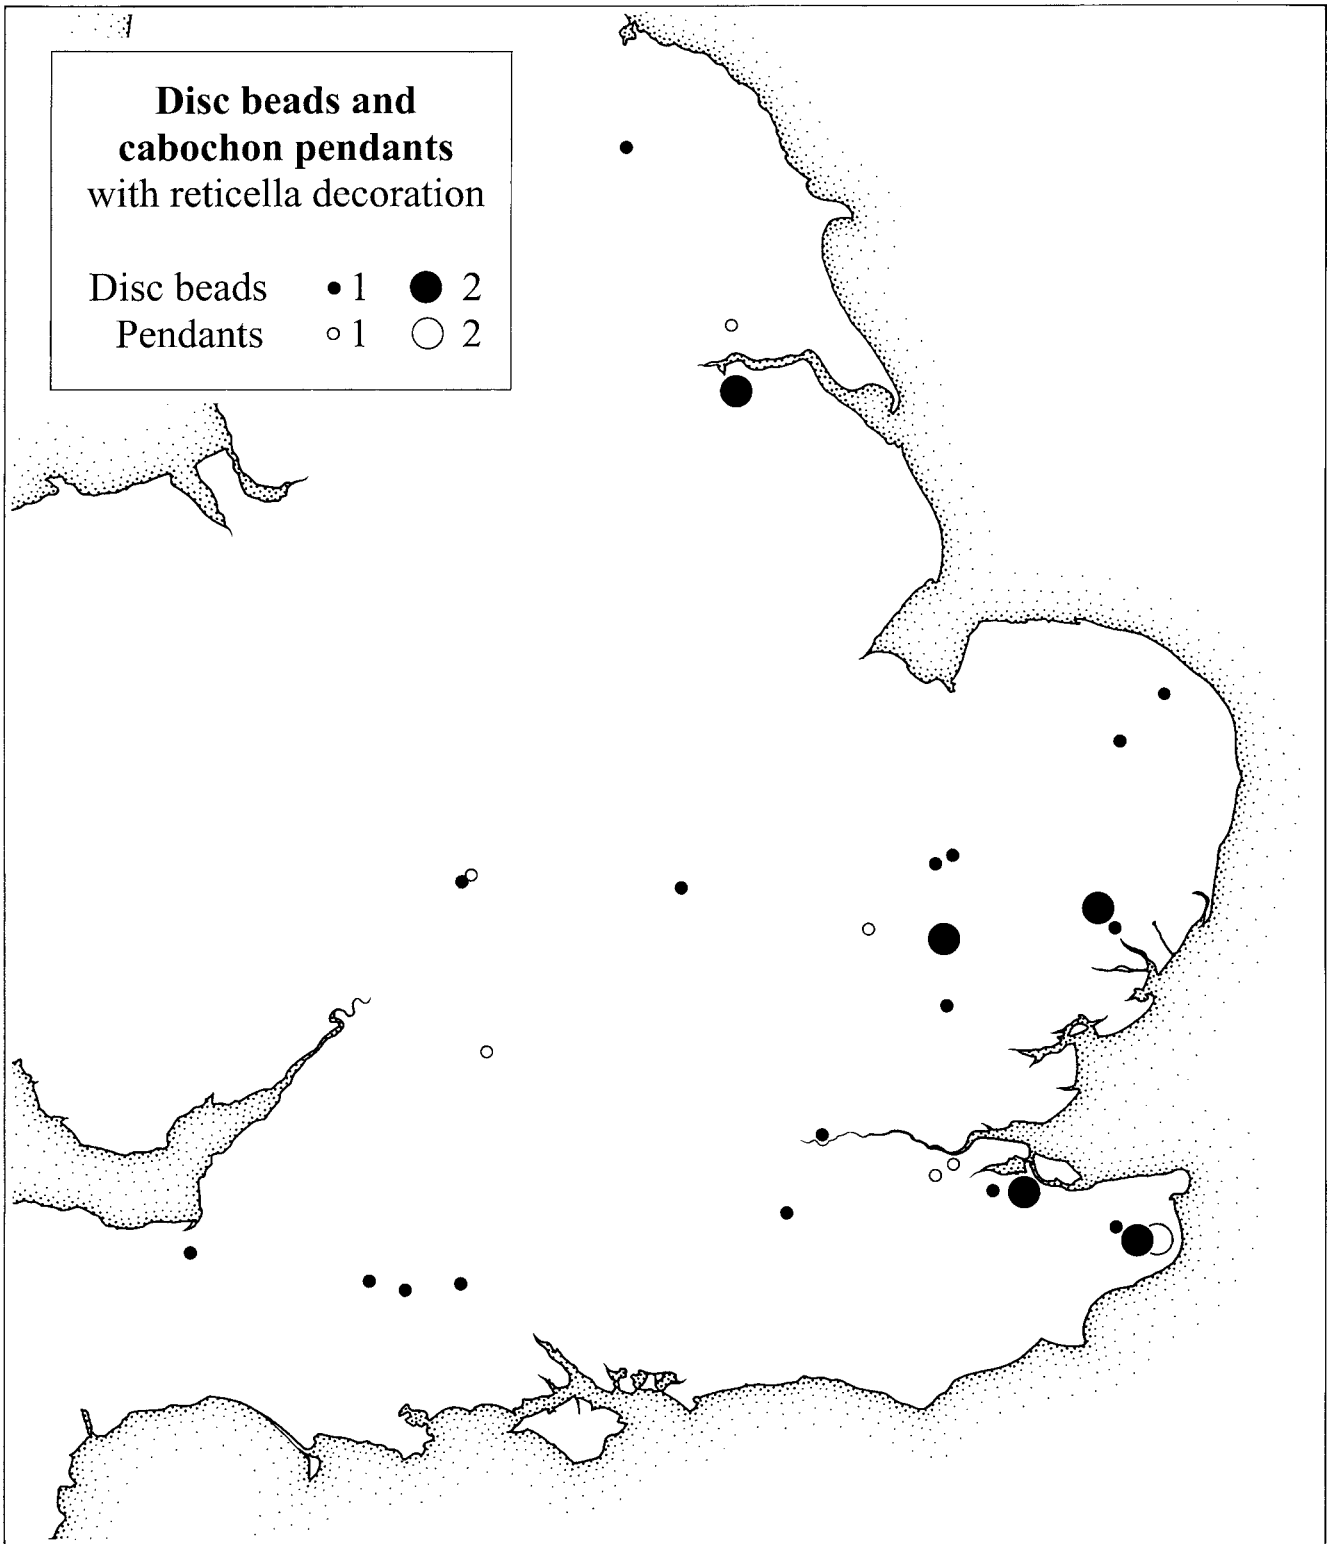 Disc beads and
cabochon pendants
with reticella decoration
Disc beads 1 2
Pendants 1 2